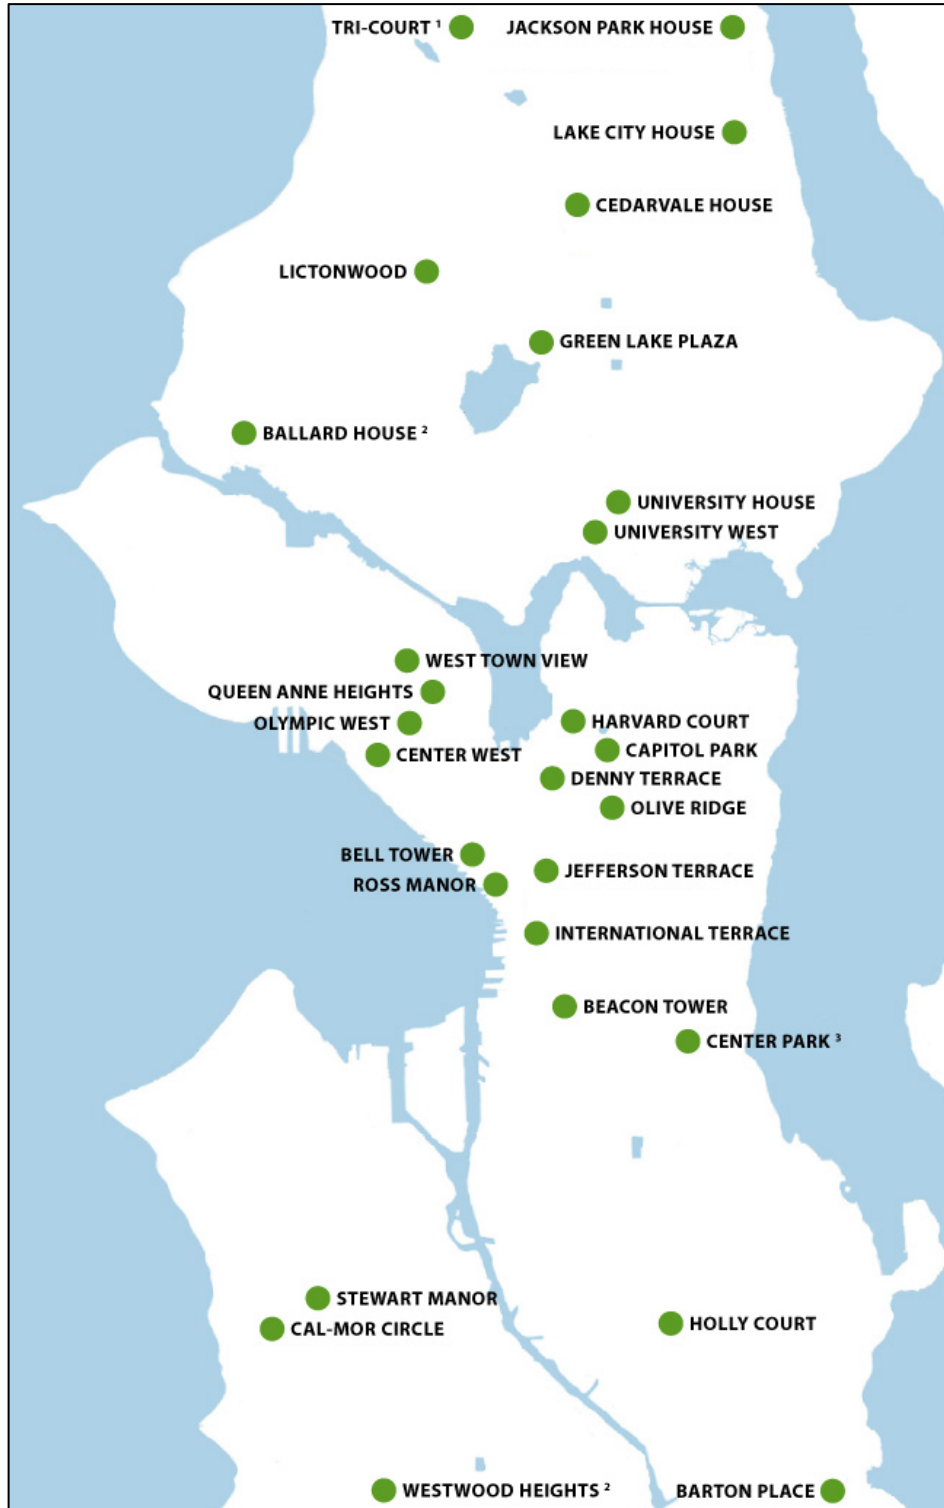 TRI-COURT ¹
JACKSON PARK HOUSE
LAKE CITY HOUSE
CEDARVALE HOUSE
LICTONWOOD
GREEN LAKE PLAZA
BALLARD HOUSE ²
UNIVERSITY HOUSE
UNIVERSITY WEST
WEST TOWN VIEW
QUEEN ANNE HEIGHTS
OLYMPIC WEST
HARVARD COURT
CENTER WEST
CAPITOL PARK
DENNY TERRACE
OLIVE RIDGE
BELL TOWER
JEFFERSON TERRACE
ROSS MANOR
INTERNATIONAL TERRACE
BEACON TOWER
CENTER PARK ³
STEWART MANOR
CAL-MOR CIRCLE
HOLLY COURT
WESTWOOD HEIGHTS ²
BARTON PLACE